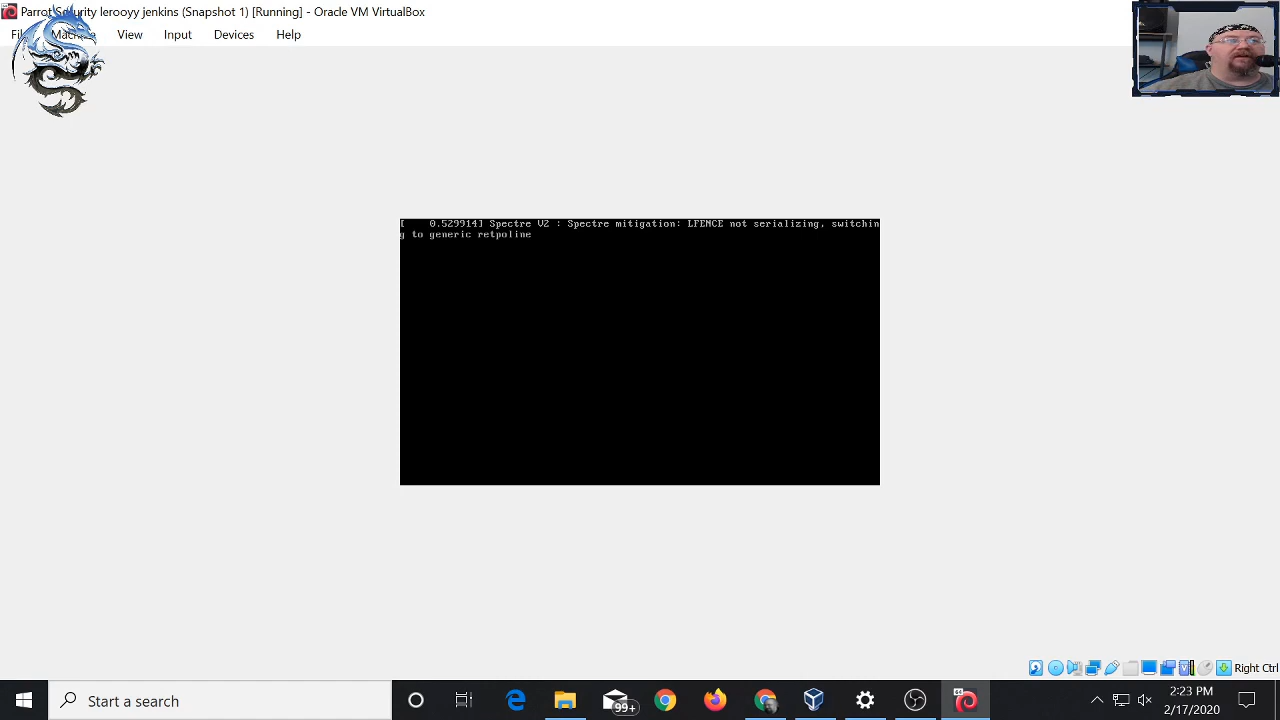 Parrot Security lerooyy jenkins (Snapshot 1) [Running] - Oracle VM VirtualBox
View Input Devices Help
[ 0.529914] Spectre V2 : Spectre mitigation: LFENCE not serializing, switchin
g to generic retpoline
Right Ctrl
Start a search
99+
2:23 PM
2/17/2020